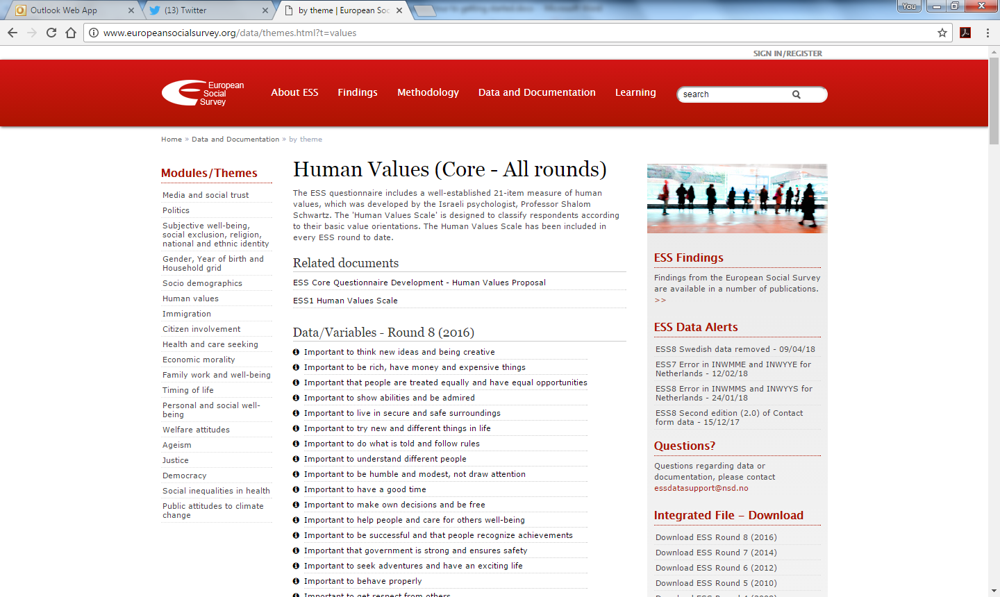 Outlook Web App
(13) Twitter
by theme | European Soc
You
www.europeansocialsurvey.org/data/themes.html?t=values
SIGN IN/REGISTER
European
Social
Survey
About ESS
Findings
Methodology
Data and Documentation
Learning
search
Home » Data and Documentation » by theme
Modules/Themes
Media and social trust
Politics
Subjective well-being,
social exclusion, religion,
national and ethnic identity
Gender, Year of birth and
Household grid
Socio demographics
Human values
Immigration
Citizen involvement
Health and care seeking
Economic morality
Family work and well-being
Timing of life
Personal and social well-
being
Welfare attitudes
Ageism
Justice
Democracy
Social inequalities in health
Public attitudes to climate
change
Human Values (Core - All rounds)
The ESS questionnaire includes a well-established 21-item measure of human
values, which was developed by the Israeli psychologist, Professor Shalom
Schwartz. The 'Human Values Scale' is designed to classify respondents according
to their basic value orientations. The Human Values Scale has been included in
every ESS round to date.
Related documents
ESS Core Questionnaire Development - Human Values Proposal
ESS1 Human Values Scale
Data/Variables - Round 8 (2016)
Important to think new ideas and being creative
Important to be rich, have money and expensive things
Important that people are treated equally and have equal opportunities
Important to show abilities and be admired
Important to live in secure and safe surroundings
Important to try new and different things in life
Important to do what is told and follow rules
Important to understand different people
Important to be humble and modest, not draw attention
Important to have a good time
Important to make own decisions and be free
Important to help people and care for others well-being
Important to be successful and that people recognize achievements
Important that government is strong and ensures safety
Important to seek adventures and have an exciting life
Important to behave properly
Important to get respect from others
ESS Findings
Findings from the European Social Survey
are available in a number of publications.
>>
ESS Data Alerts
ESS8 Swedish data removed - 09/04/18
ESS7 Error in INWMME and INWYYE for
Netherlands - 12/02/18
ESS8 Error in INWMMS and INWYYS for
Netherlands - 24/01/18
ESS8 Second edition (2.0) of Contact
form data - 15/12/17
Questions?
Questions regarding data or
documentation, please contact
essdatasupport@nsd.no
Integrated File – Download
Download ESS Round 8 (2016)
Download ESS Round 7 (2014)
Download ESS Round 6 (2012)
Download ESS Round 5 (2010)